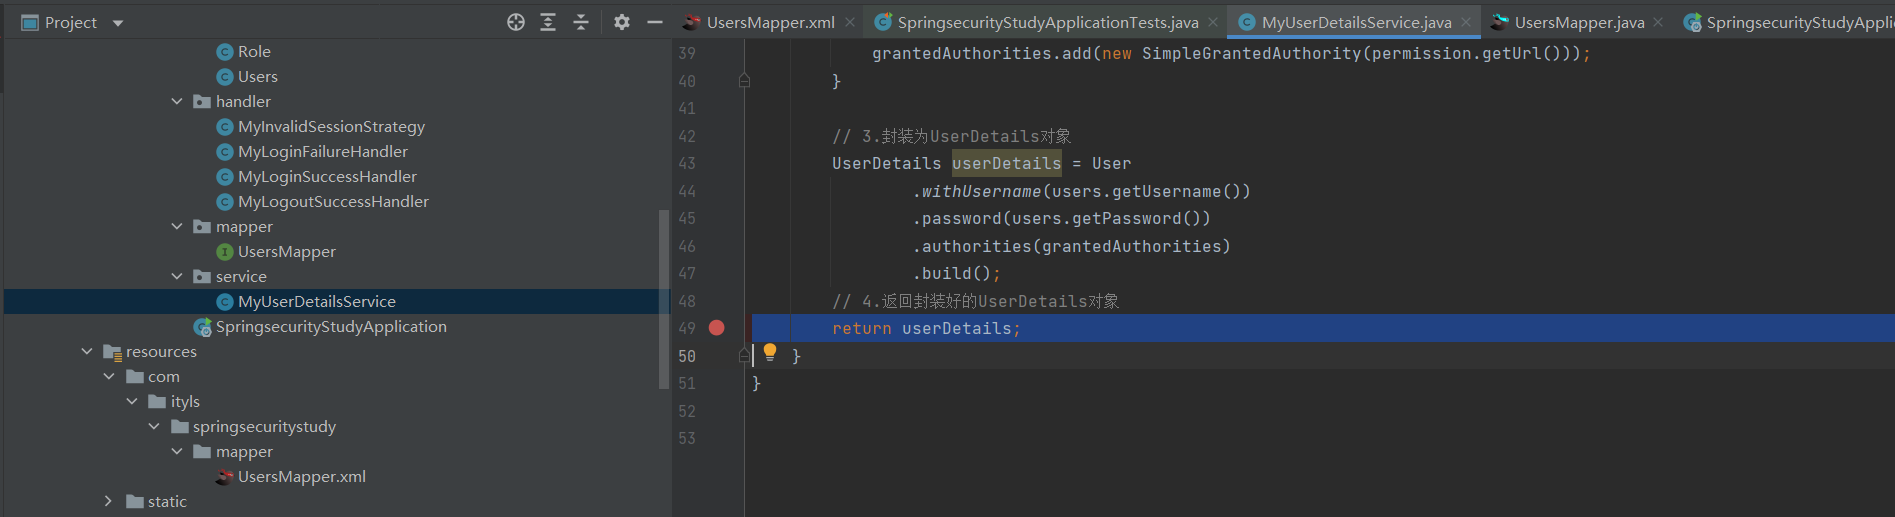 Project
UsersMapper.xml
SpringsecurityStudyApplicationTests.java
MyUserDetailsService.java
UsersMapper.java
SpringsecurityStudyAppli
Role
Users
handler
MyInvalidSessionStrategy
MyLoginFailureHandler
MyLoginSuccessHandler
MyLogoutSuccessHandler
mapper
UsersMapper
service
MyUserDetailsService
SpringsecurityStudyApplication
resources
com
ityls
springsecuritystudy
mapper
UsersMapper.xml
static
39 grantedAuthorities.add(new SimpleGrantedAuthority(permission.getUrl()));
40 }
41
42 // 3.封装为UserDetails对象
43 UserDetails userDetails = User
44 .withUsername(users.getUsername())
45 .password(users.getPassword())
46 .authorities(grantedAuthorities)
47 .build();
48 // 4.返回封装好的UserDetails对象
49 return userDetails;
50 }
51 }
52
53